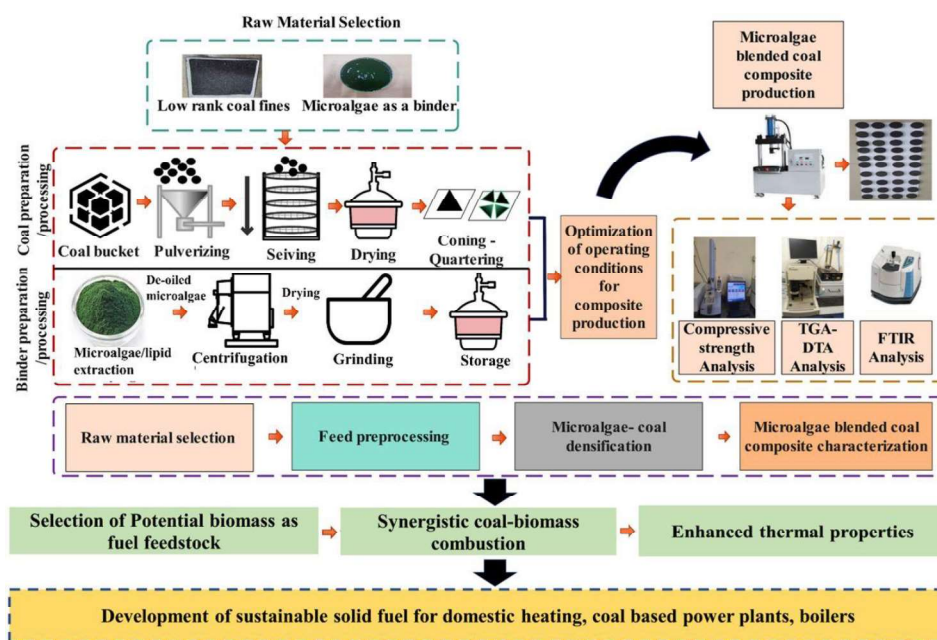 Raw Material Selection
Low rank coal fines
Microalgae as a binder
Coal preparation
/processing
Coal bucket
Pulverizing
Seiving
Drying
Coning -
Quartering
Binder preparation
/processing
Microalgae/lipid
extraction
De-oiled
microalgae
Centrifugation
Drying
Grinding
Storage
Optimization
of operating
conditions
for
composite
production
Microalgae
blended coal
composite
production
Compressive
strength
Analysis
TGA-
DTA
Analysis
FTIR
Analysis
Raw material selection
Feed preprocessing
Microalgae- coal
densification
Microalgae blended coal
composite characterization
Selection of Potential biomass as
fuel feedstock
Synergistic coal-biomass
combustion
Enhanced thermal properties
Development of sustainable solid fuel for domestic heating, coal based power plants, boilers